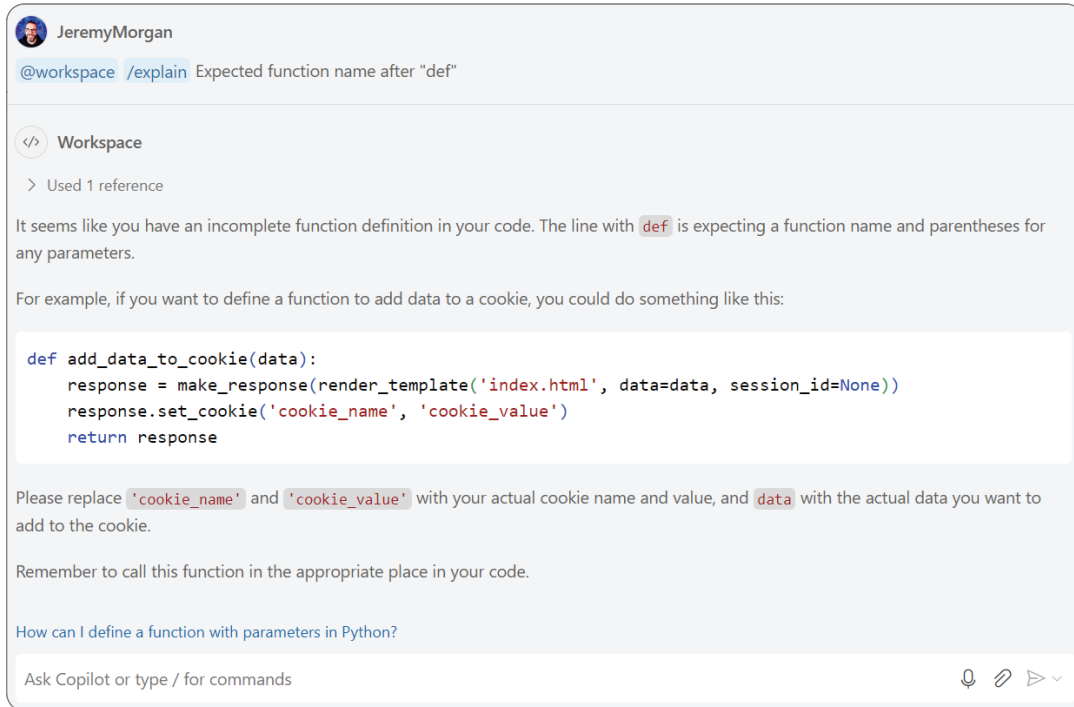 JeremyMorgan
@workspace /explain Expected function name after "def"
</> Workspace
> Used 1 reference
It seems like you have an incomplete function definition in your code. The line with def is expecting a function name and parentheses for
any parameters.
For example, if you want to define a function to add data to a cookie, you could do something like this:
def add_data_to_cookie(data):
    response = make_response(render_template('index.html', data=data, session_id=None))
    response.set_cookie('cookie_name', 'cookie_value')
    return response
Please replace 'cookie_name' and 'cookie_value' with your actual cookie name and value, and data with the actual data you want to
add to the cookie.
Remember to call this function in the appropriate place in your code.
How can I define a function with parameters in Python?
Ask Copilot or type / for commands